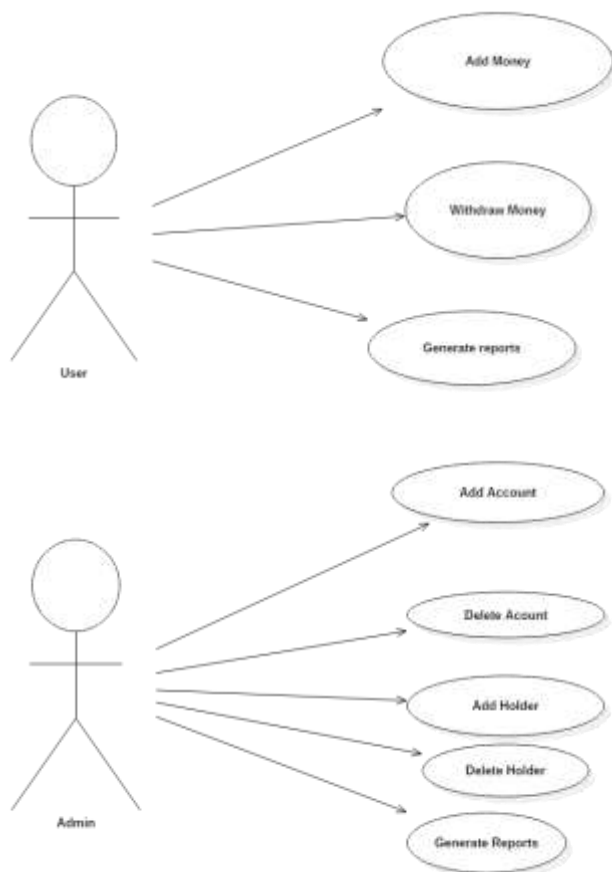 Add Money
Withdraw Money
Generate reports
User
Add Account
Delete Acount
Add Holder
Delete Holder
Admin
Generate Reports